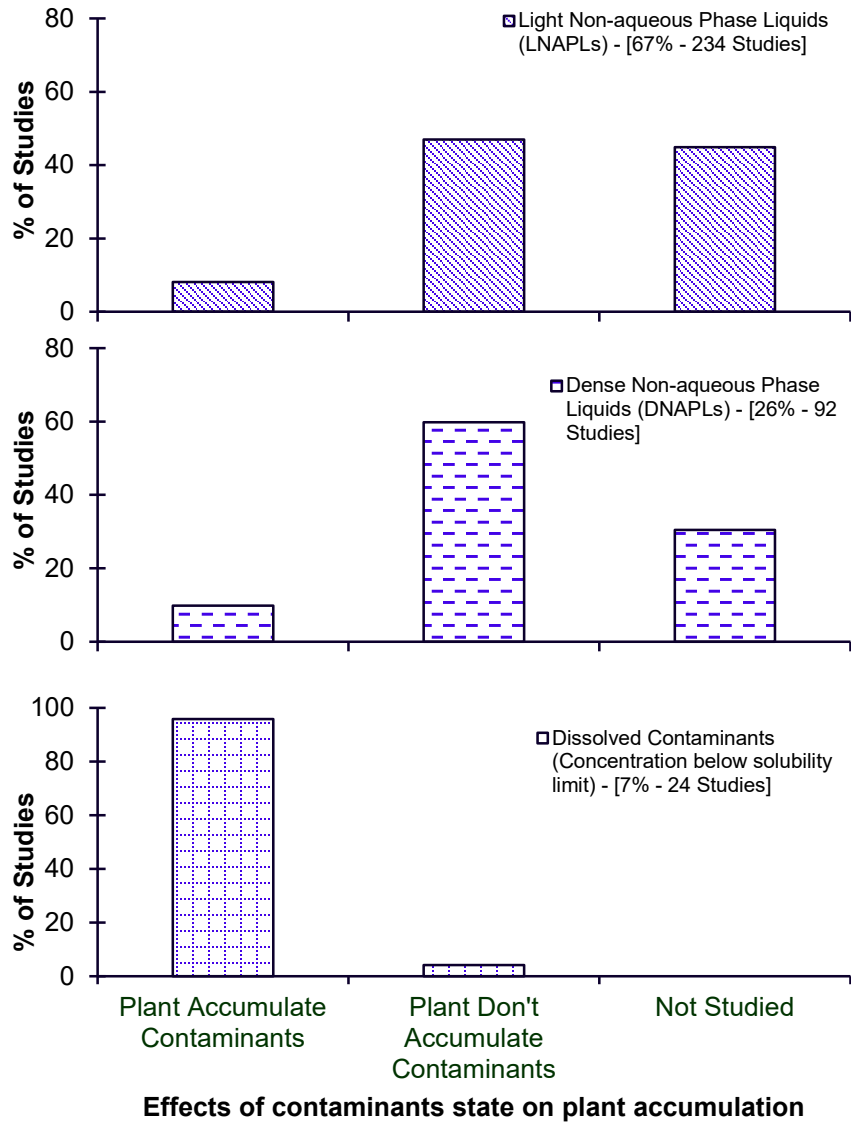 80
60
40
20
0
% of Studies
Light Non-aqueous Phase Liquids
(LNAPLs) - [67% - 234 Studies]
80
60
40
20
0
% of Studies
Dense Non-aqueous Phase
Liquids (DNAPLs) - [26% - 92
Studies]
100
80
60
40
20
0
% of Studies
Dissolved Contaminants
(Concentration below solubility
limit) - [7% - 24 Studies]
Plant Accumulate
Contaminants
Plant Don't
Accumulate
Contaminants
Not Studied
Effects of contaminants state on plant accumulation